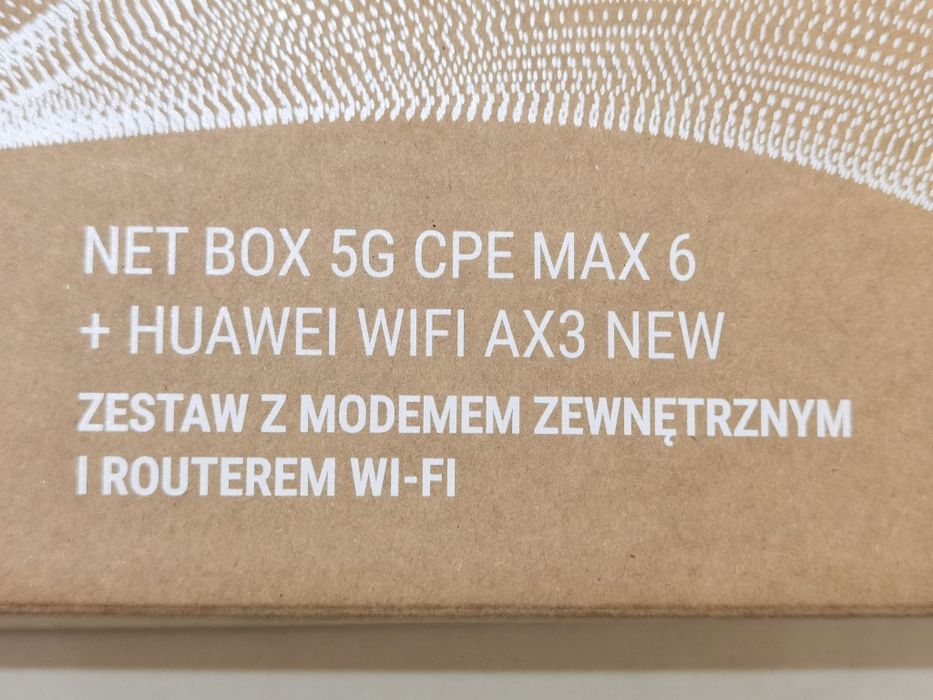 NET BOX 5G CPE MAX 6
+ HUAWEI WIFI AX3 NEW
ZESTAW Z MODEMEM ZEWNĘTRZNYM
I ROUTEREM WI-FI